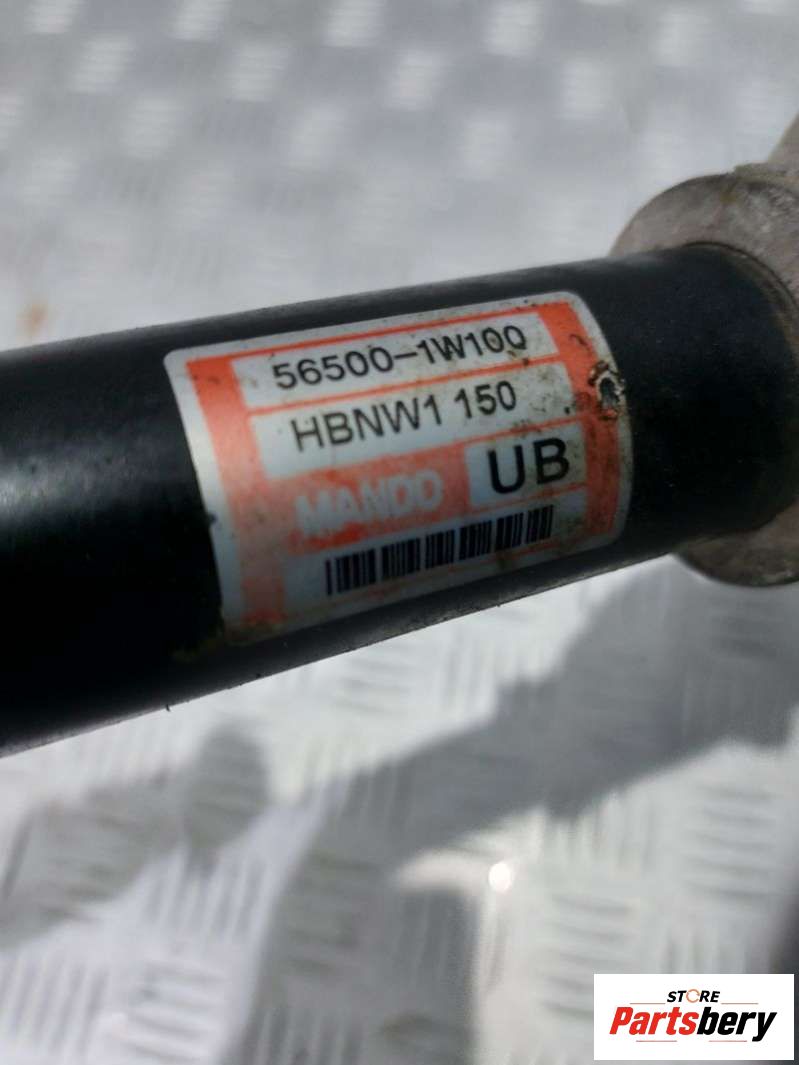 56500-1W100
HBNW1 150
MANDO
UB
STORE
Partsbery